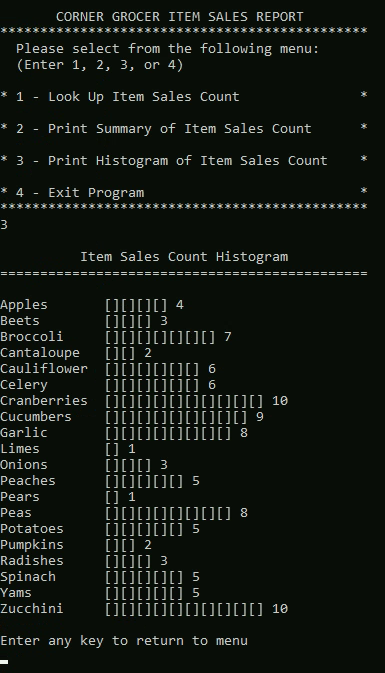 CORNER GROCER ITEM SALES REPORT
**********************************************
Please select from the following menu:
(Enter 1, 2, 3, or 4)
* 1 - Look Up Item Sales Count *
* 2 - Print Summary of Item Sales Count *
* 3 - Print Histogram of Item Sales Count *
* 4 - Exit Program *
**********************************************
3
Item Sales Count Histogram
==============================================
Apples [][][][] 4
Beets [][][] 3
Broccoli [][][][][][][] 7
Cantaloupe [][] 2
Cauliflower [][][][][][] 6
Celery [][][][][][] 6
Cranberries [][][][][][][][][][] 10
Cucumbers [][][][][][][][][] 9
Garlic [][][][][][][][] 8
Limes [] 1
Onions [][][] 3
Peaches [][][][][] 5
Pears [] 1
Peas [][][][][][][][] 8
Potatoes [][][][][] 5
Pumpkins [][] 2
Radishes [][][] 3
Spinach [][][][][] 5
Yams [][][][][] 5
Zucchini [][][][][][][][][][] 10
Enter any key to return to menu